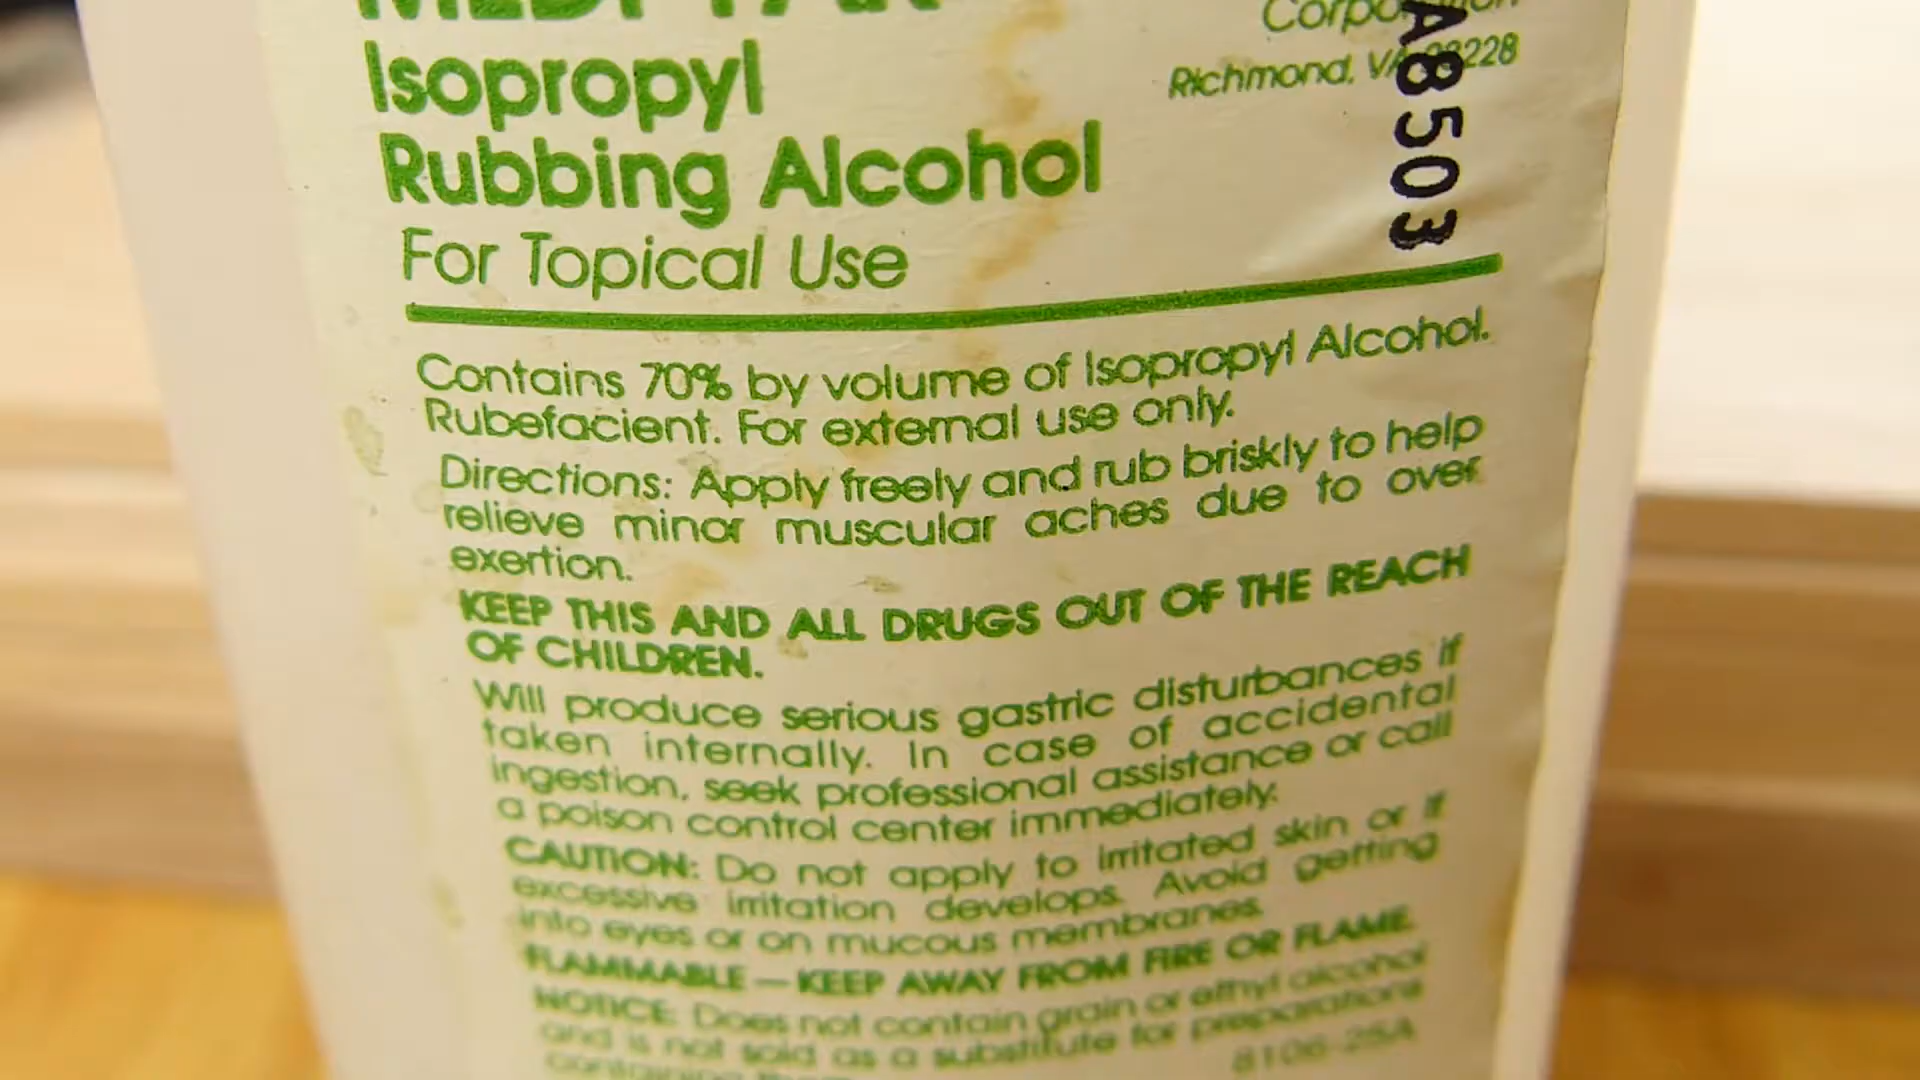 MEDI-PAK
Isopropyl
Rubbing Alcohol
For Topical Use
Richmond, VA 23228
A8503
Contains 70% by volume of Isopropyl Alcohol.
Rubefacient. For external use only.
Directions: Apply freely and rub briskly to help
relieve minor muscular aches due to over
exertion.
KEEP THIS AND ALL DRUGS OUT OF THE REACH
OF CHILDREN.
Will produce serious gastric disturbances if
taken internally. In case of accidental
ingestion, seek professional assistance or call
a poison control center immediately.
CAUTION: Do not apply to irritated skin or if
excessive irritation develops. Avoid getting
into eyes or on mucous membranes.
FLAMMABLE — KEEP AWAY FROM FIRE OR FLAME.
NOTICE: Does not contain grain or ethyl alcohol
and is not sold as a substitute for preparations
containing
8106-25A